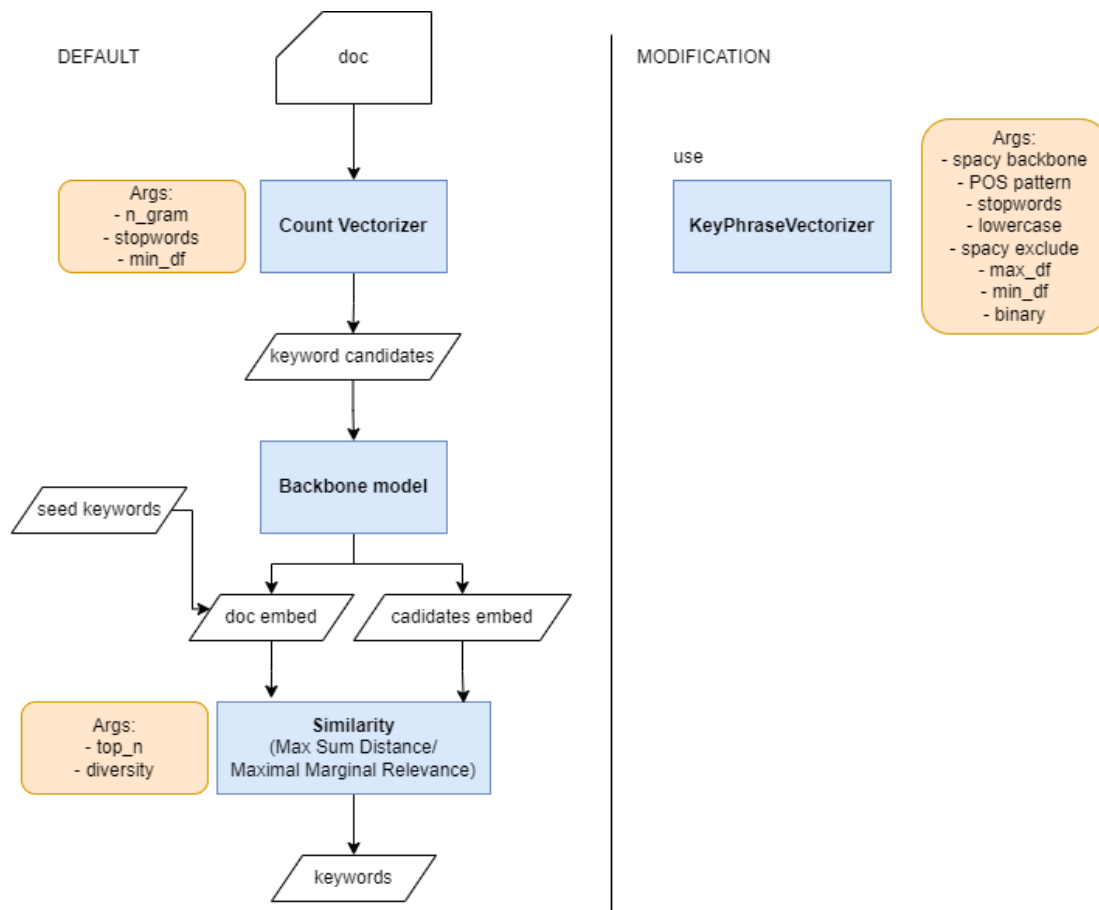 DEFAULT
doc
Args:
- n_gram
- stopwords
- min_df
Count Vectorizer
keyword candidates
Backbone model
seed keywords
doc embed
cadidates embed
Args:
- top_n
- diversity
Similarity
(Max Sum Distance/
Maximal Marginal Relevance)
keywords
MODIFICATION
use
KeyPhraseVectorizer
Args:
- spacy backbone
- POS pattern
- stopwords
- lowercase
- spacy exclude
- max_df
- min_df
- binary